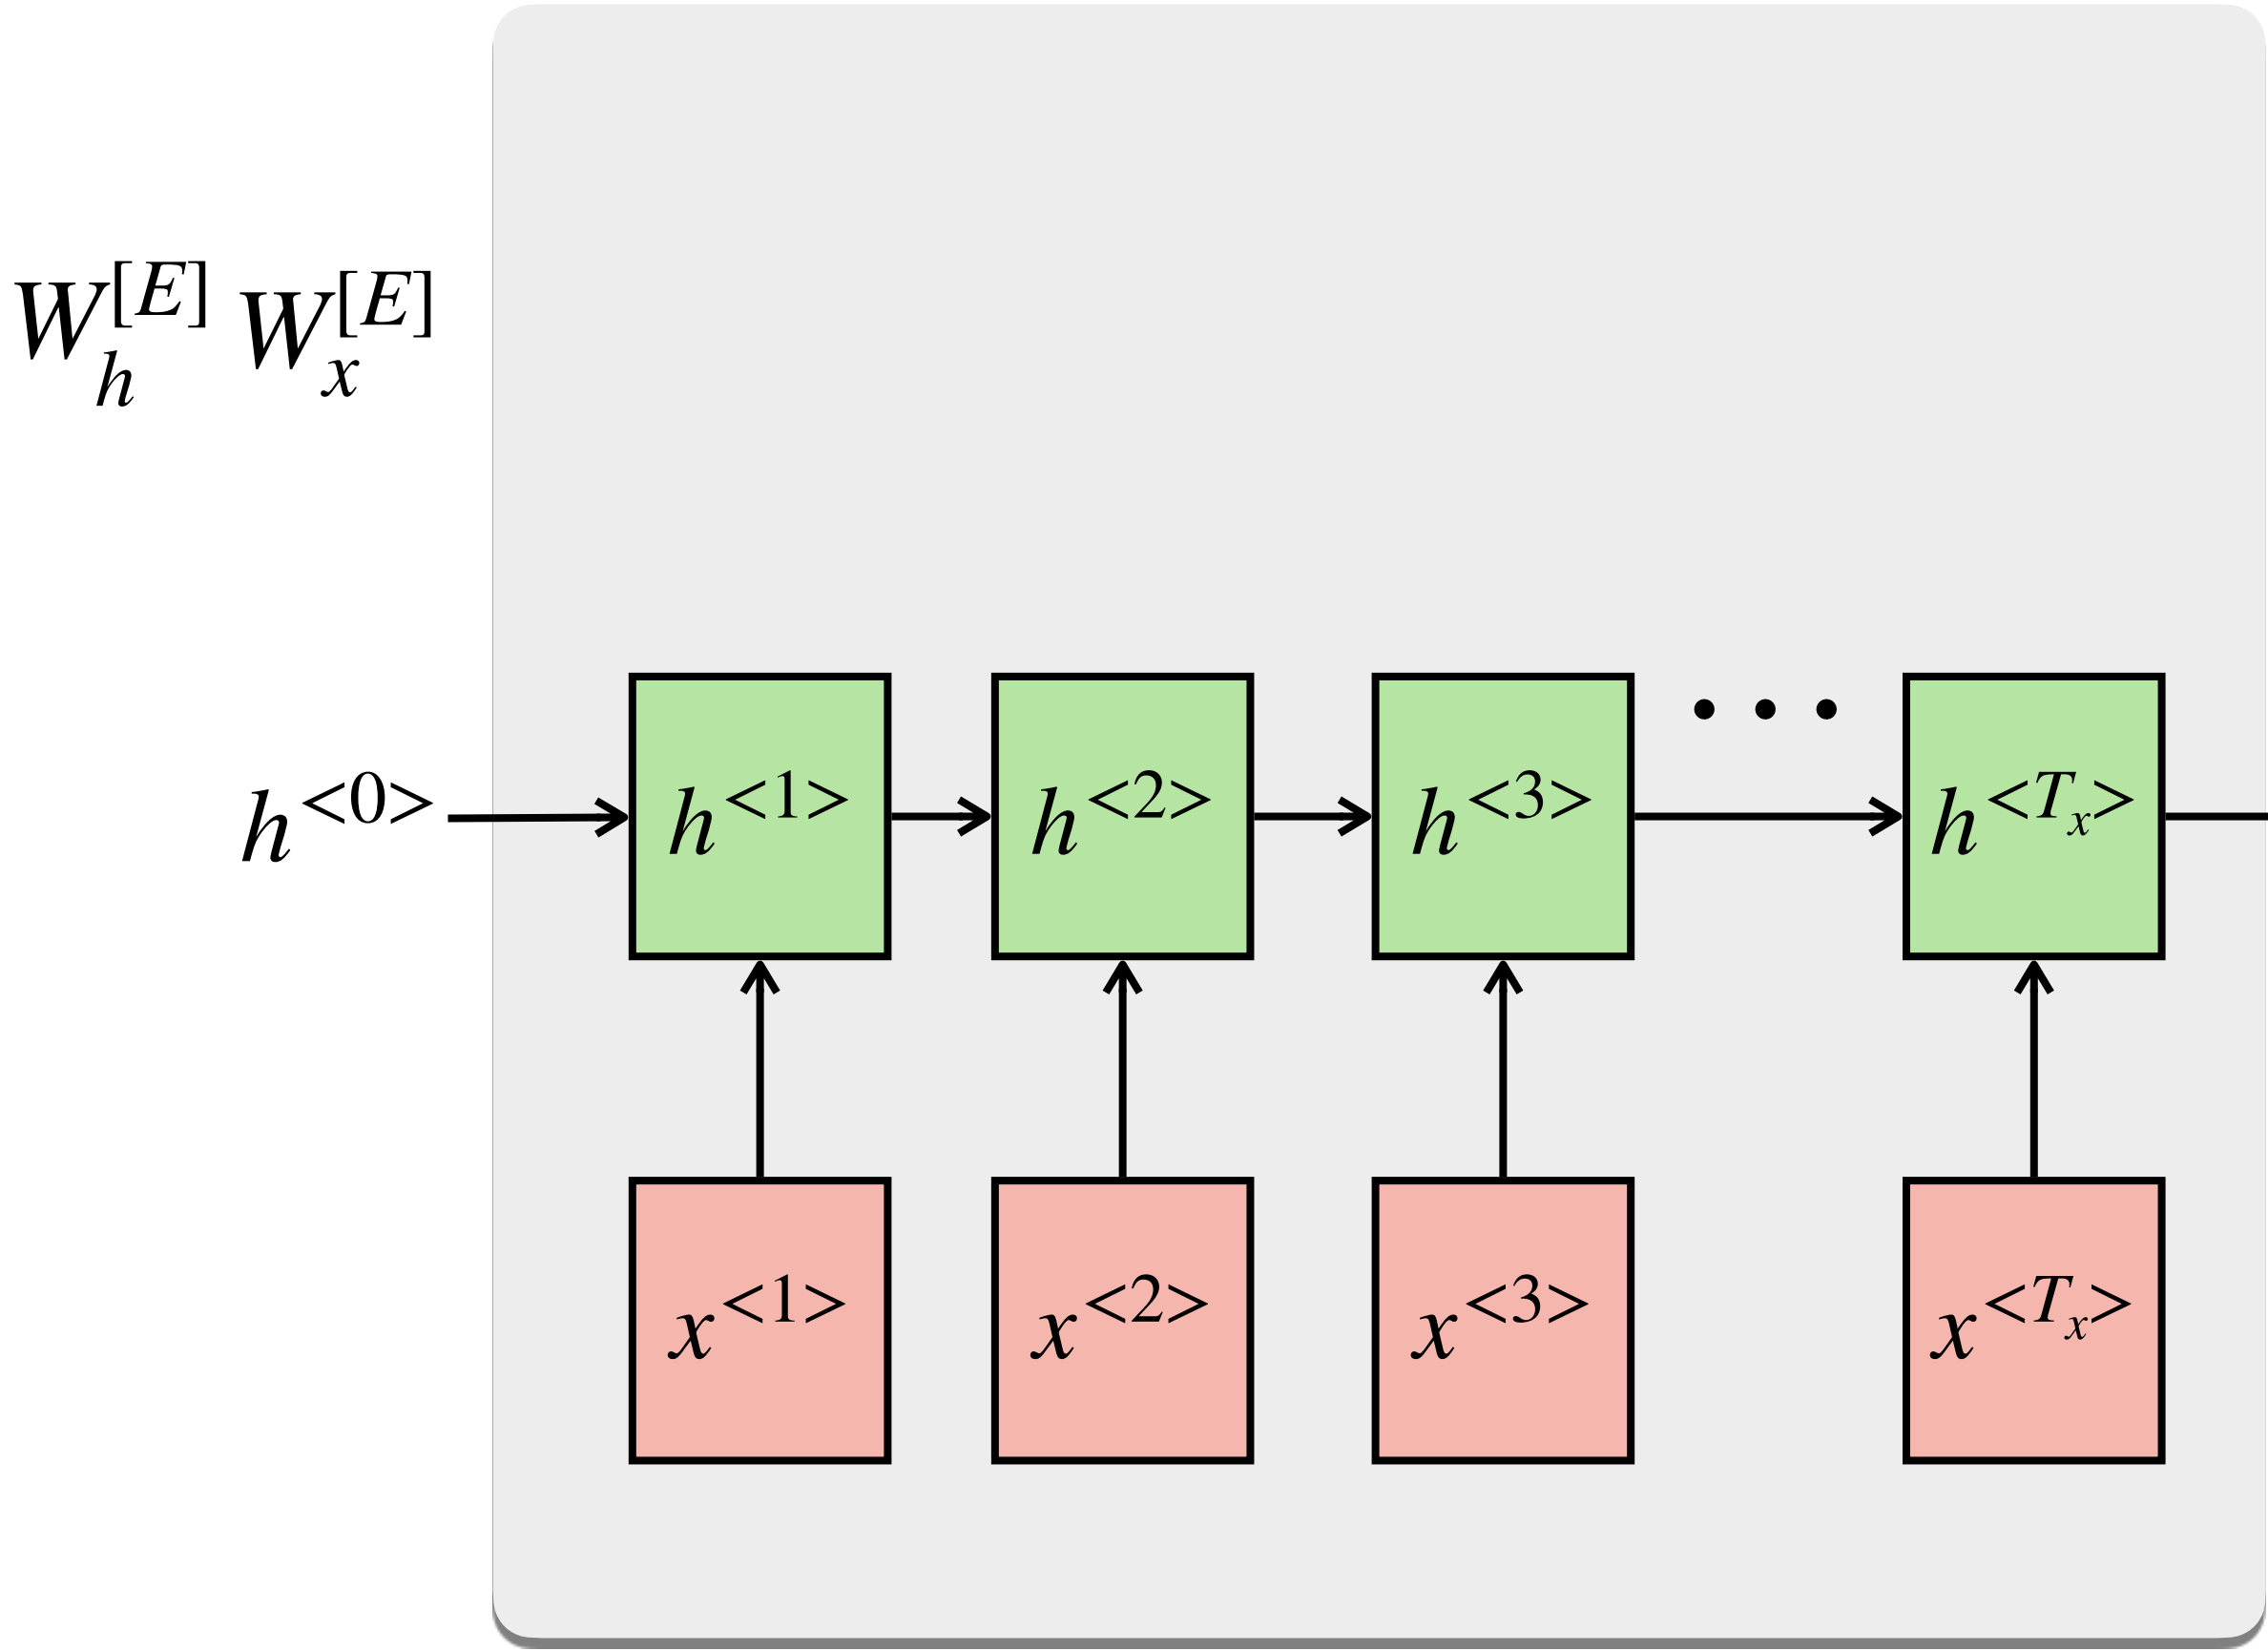 W_h^{[E]} W_x^{[E]}
h^{<0>} h^{<1>} h^{<2>} h^{<3>} • • • h^{<T_x>}
x^{<1>} x^{<2>} x^{<3>} x^{<T_x>}